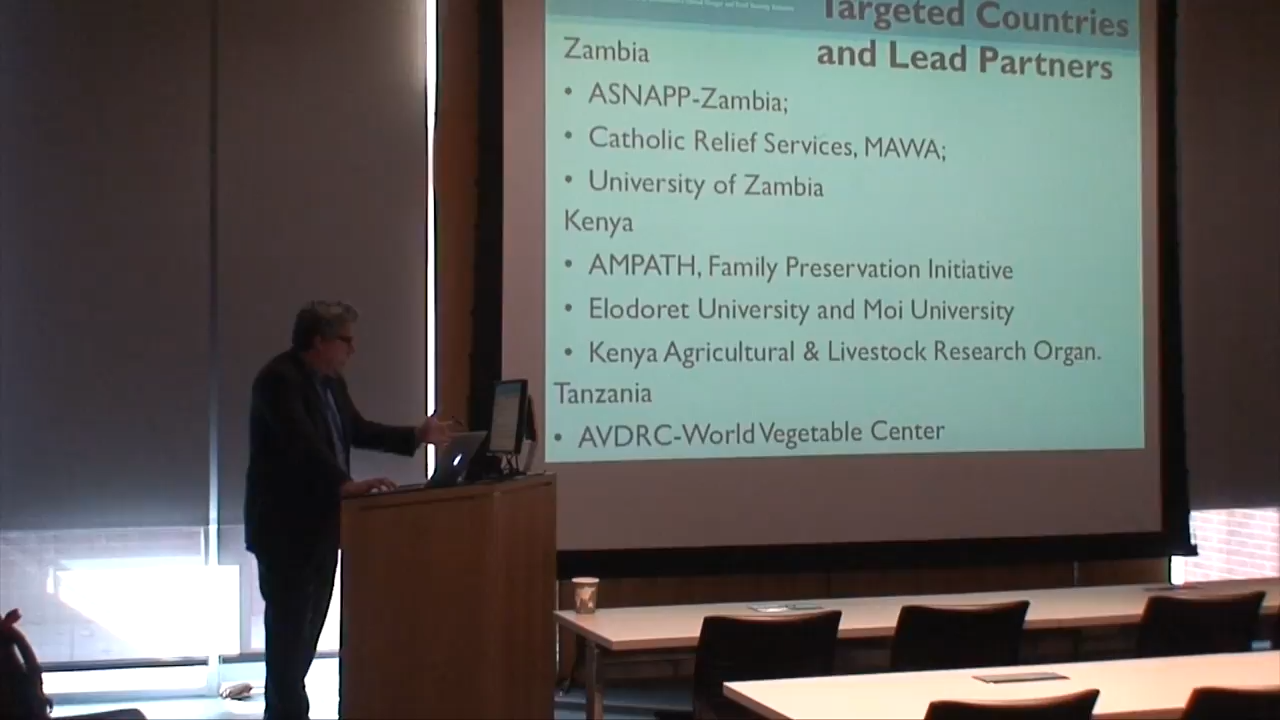 Targeted Countries
and Lead Partners
Zambia
• ASNAPP-Zambia;
• Catholic Relief Services, MAWA;
• University of Zambia
Kenya
• AMPATH, Family Preservation Initiative
• Elodoret University and Moi University
• Kenya Agricultural & Livestock Research Organ.
Tanzania
• AVDRC-World Vegetable Center